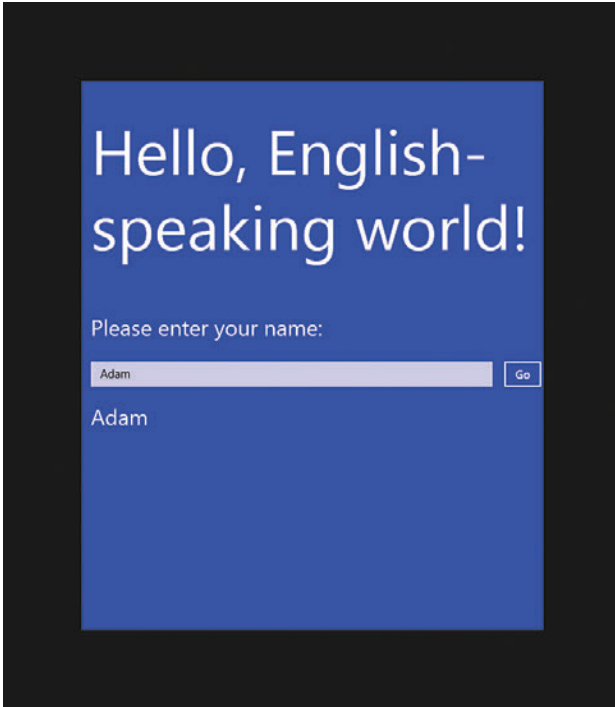 Hello, English-
speaking world!
Please enter your name:
Adam
Go
Adam